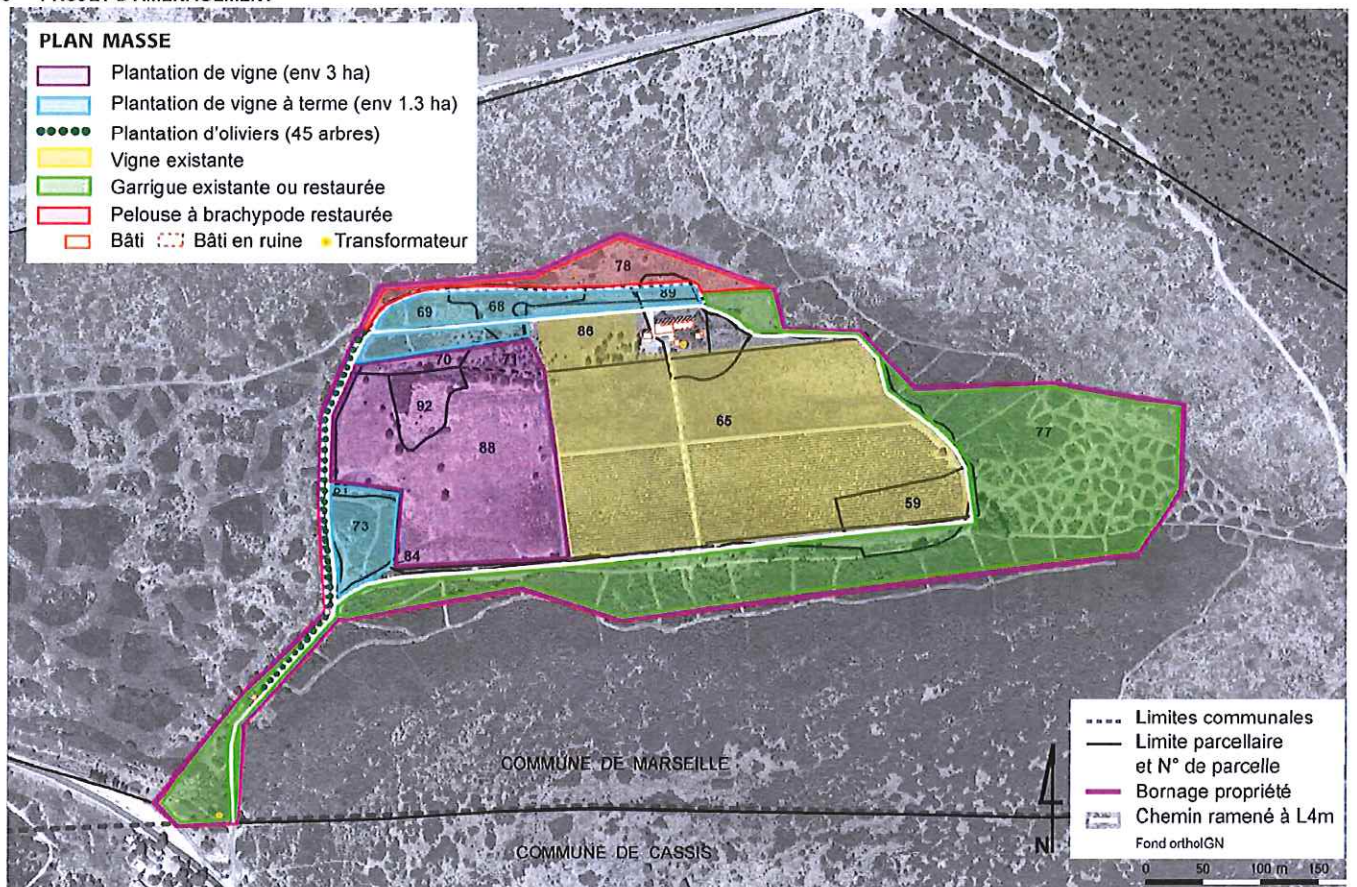 PLAN MASSE
Plantation de vigne (env 3 ha)
Plantation de vigne à terme (env 1.3 ha)
Plantation d'oliviers (45 arbres)
Vigne existante
Garrigue existante ou restaurée
Pelouse à brachypode restaurée
Bâti Bâti en ruine Transformateur
78
89
69 68
86
70 71
92
65
88
77
59
73
84
COMMUNE DE MARSEILLE
COMMUNE DE CASSIS
N
Limites communales
Limite parcellaire
et N° de parcelle
Bornage propriété
Chemin ramené à L4m
Fond orthoIGN
0 50 100 m 150